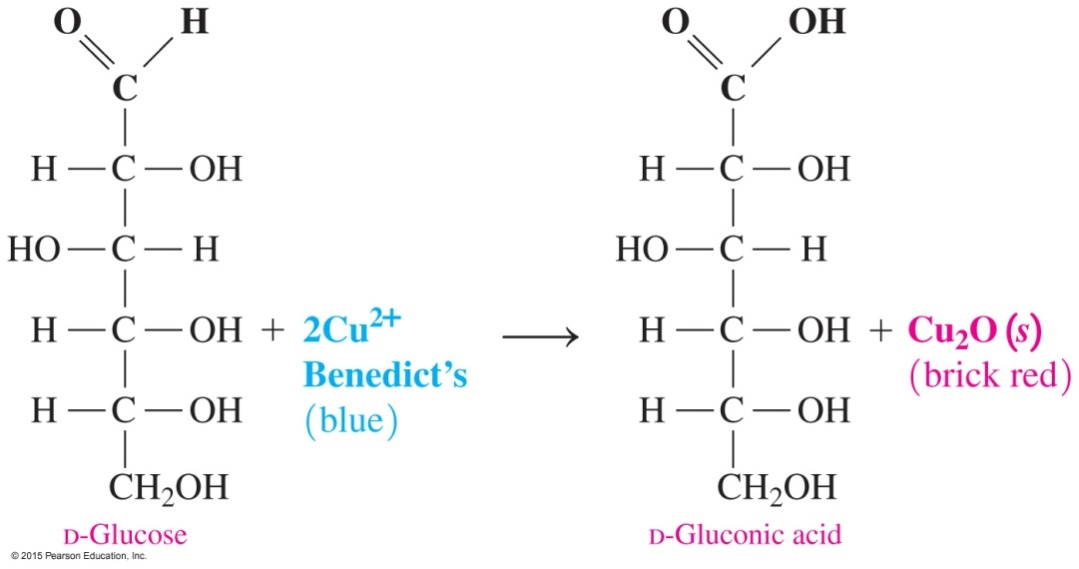 O H O OH
C C
H—C—OH H—C—OH
HO—C—H HO—C—H
H—C—OH + 2Cu²⁺ ⟶ H—C—OH + Cu₂O (s)
Benedict’s (brick red)
H—C—OH (blue) H—C—OH
CH₂OH CH₂OH
D-Glucose D-Gluconic acid
© 2015 Pearson Education, Inc.